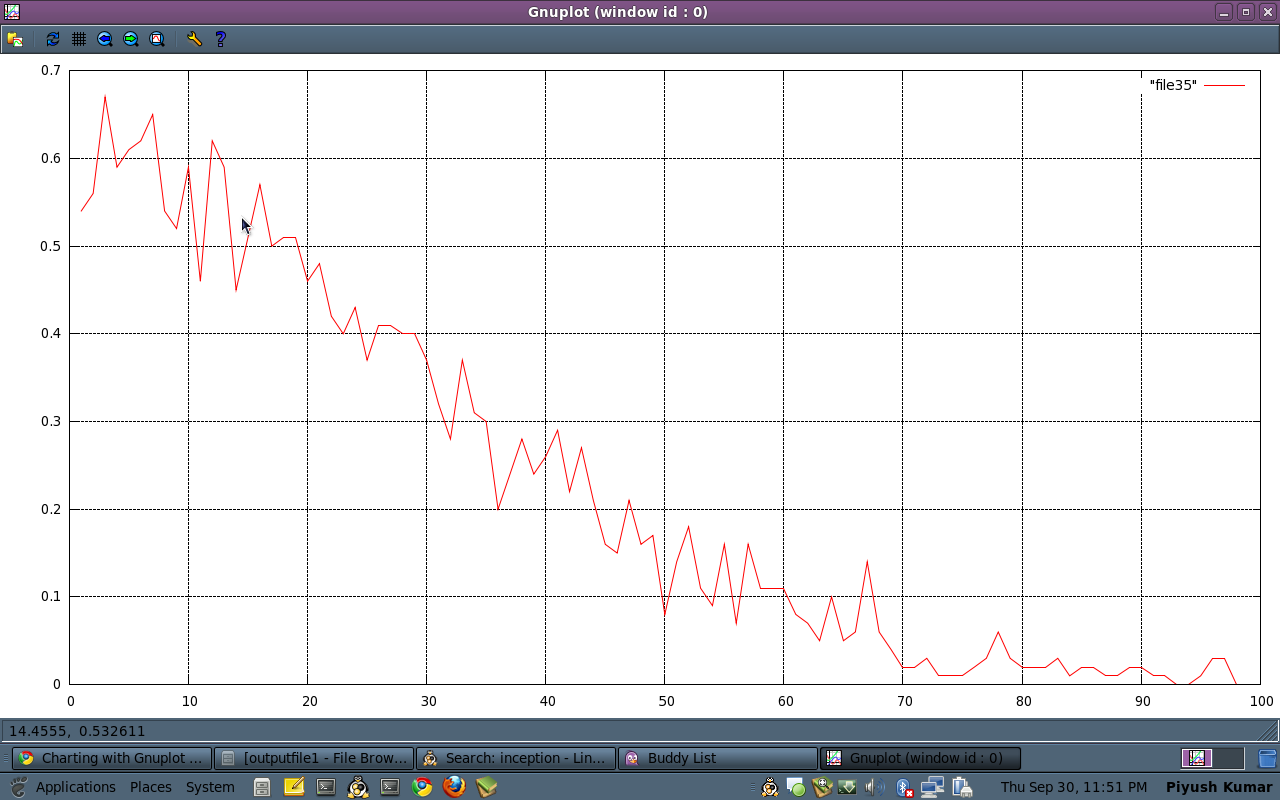 Gnuplot (window id : 0)
0.7
"file35"
0.6
0.5
0.4
0.3
0.2
0.1
0
0 10 20 30 40 50 60 70 80 90 100
14.4555, 0.532611
Charting with Gnuplot ... [outputfile1 - File Brow... Search: inception - Lin... Buddy List Gnuplot (window id : 0)
Applications Places System Thu Sep 30, 11:51 PM Piyush Kumar